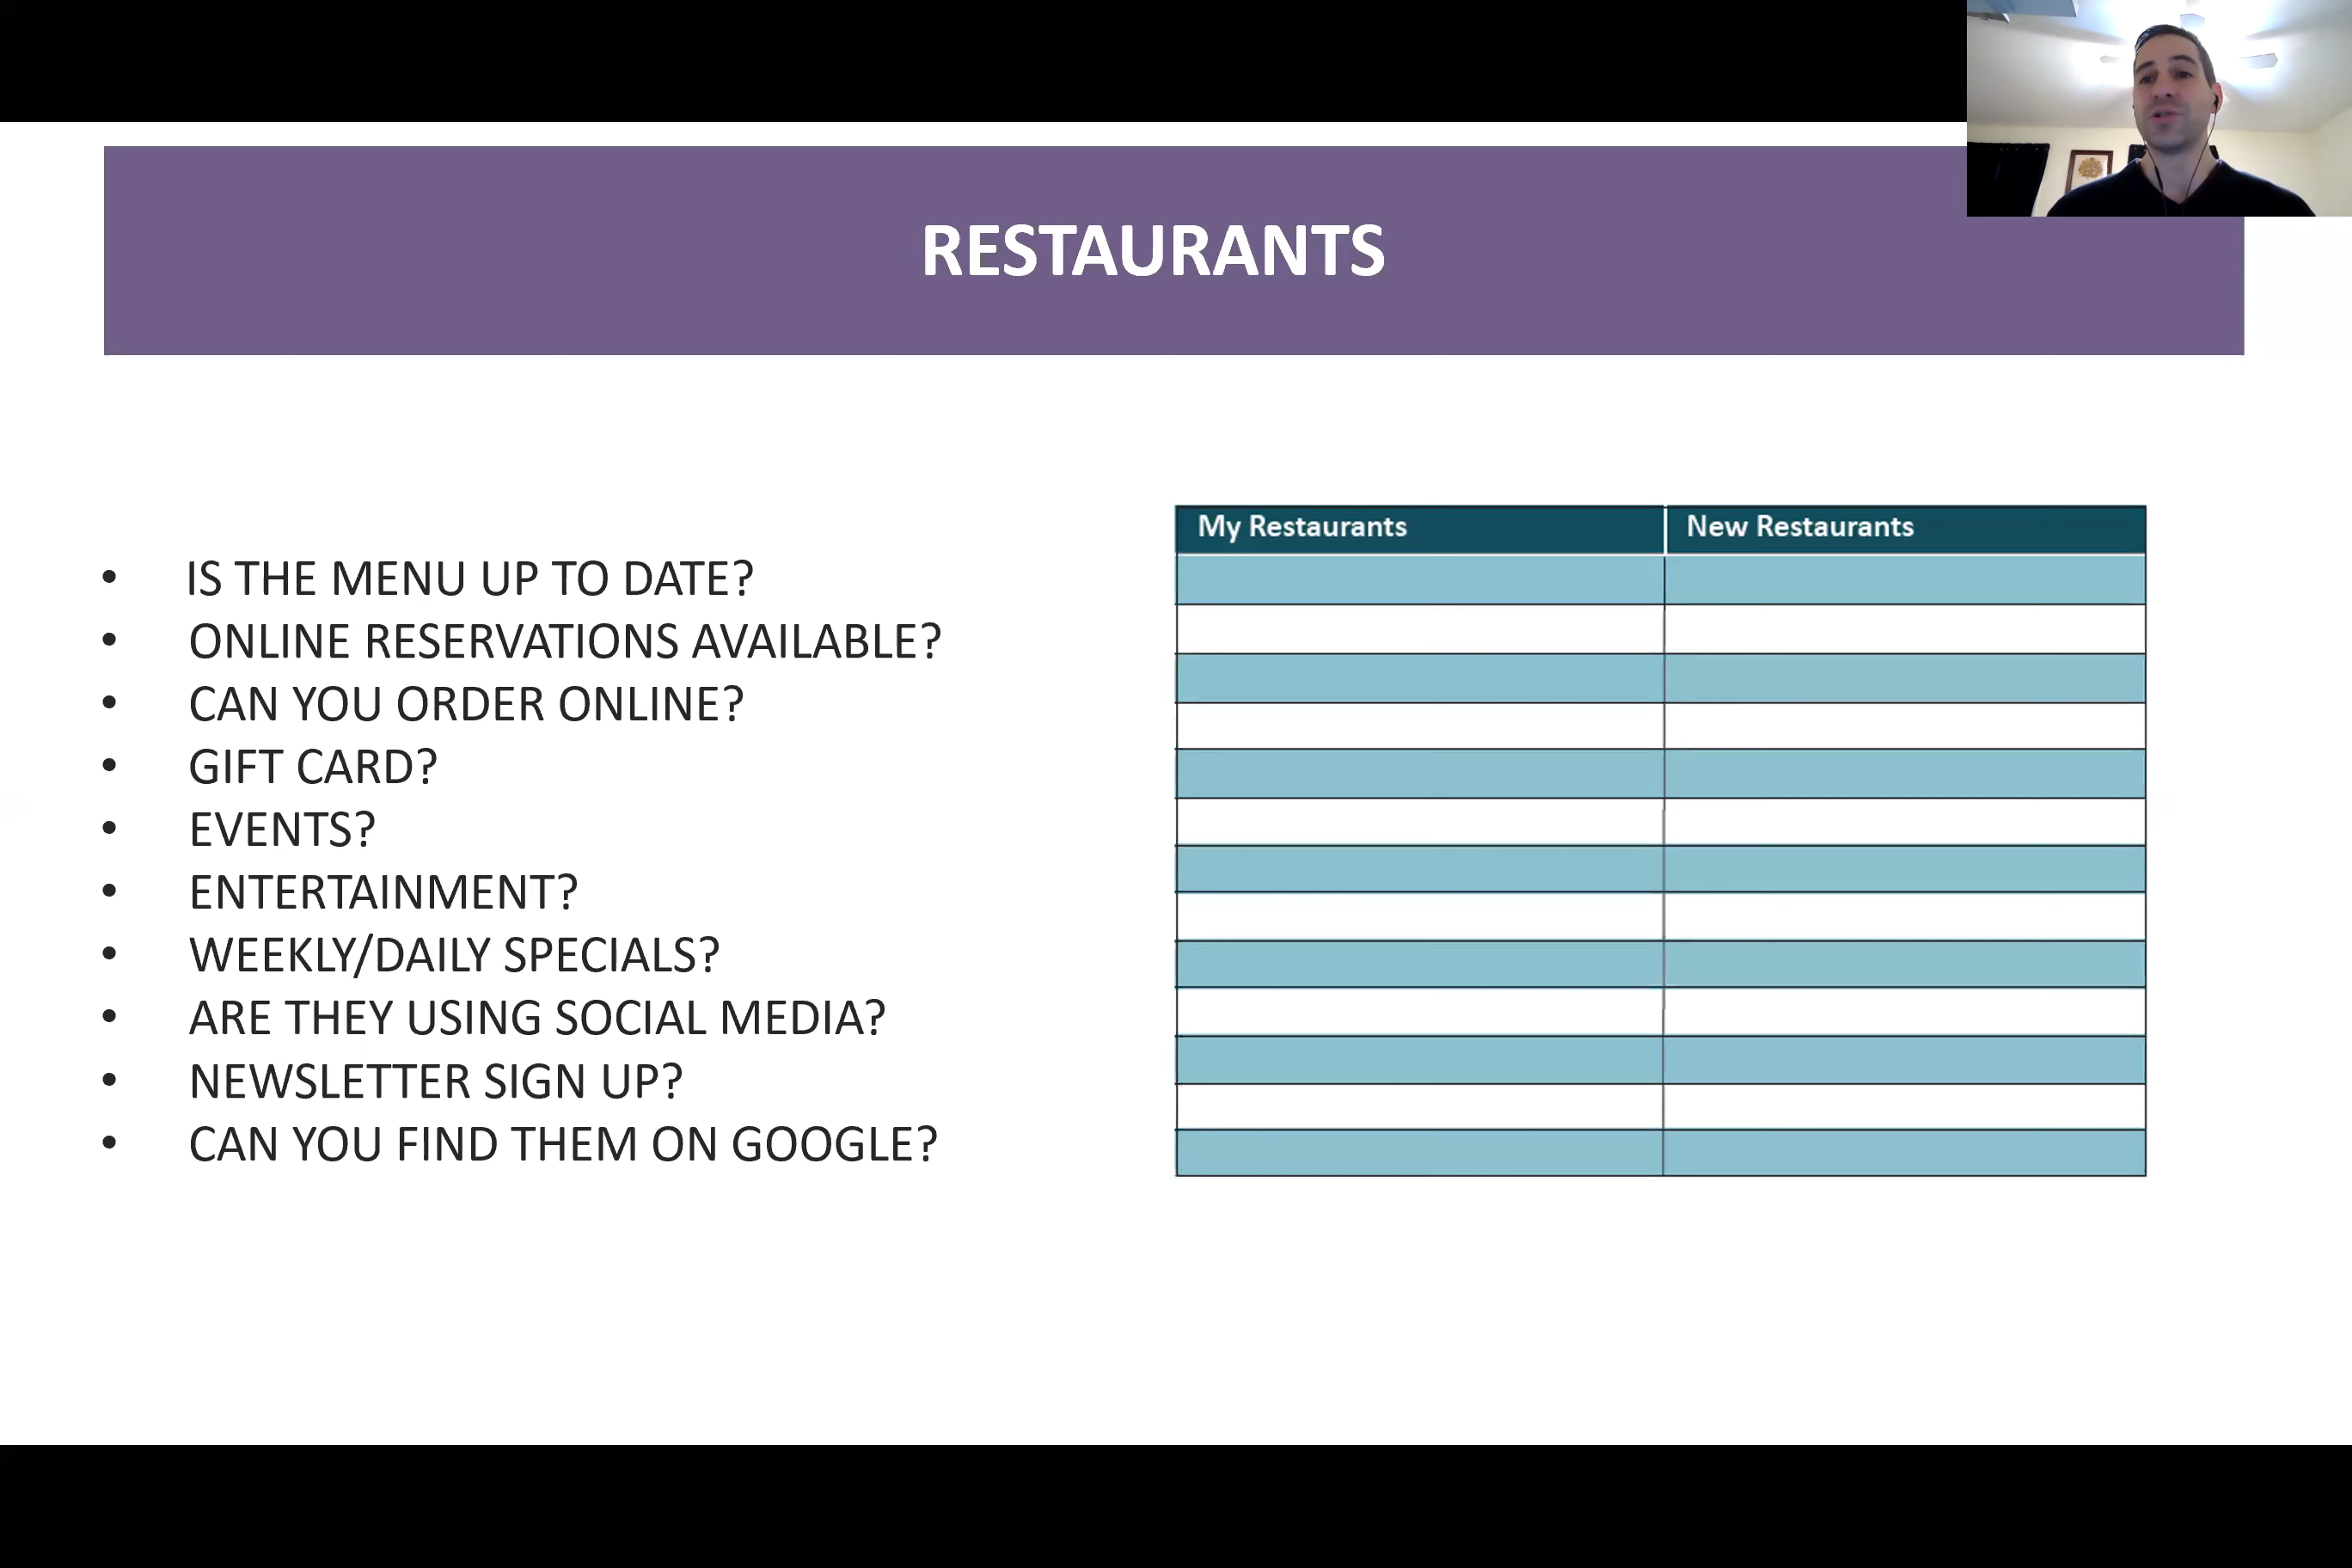 RESTAURANTS
• IS THE MENU UP TO DATE?
• ONLINE RESERVATIONS AVAILABLE?
• CAN YOU ORDER ONLINE?
• GIFT CARD?
• EVENTS?
• ENTERTAINMENT?
• WEEKLY/DAILY SPECIALS?
• ARE THEY USING SOCIAL MEDIA?
• NEWSLETTER SIGN UP?
• CAN YOU FIND THEM ON GOOGLE?
My Restaurants New Restaurants